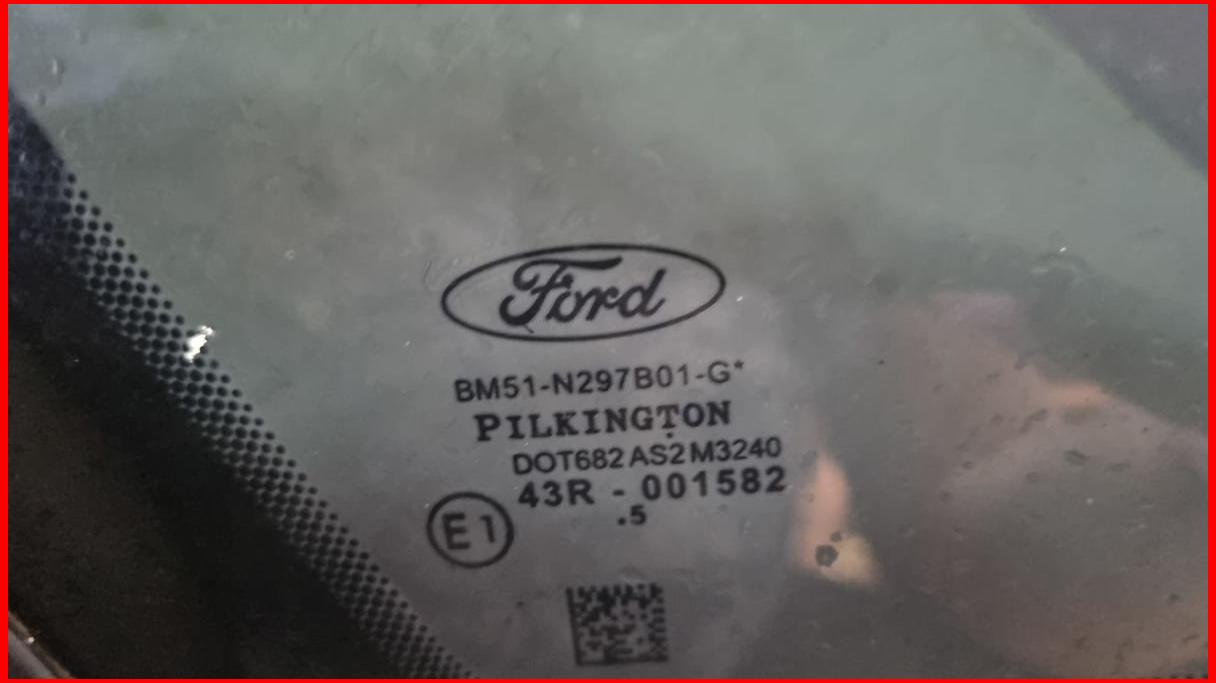 Ford
BM51-N297B01-G*
PILKINGTON
DOT682 AS2 M3240
43R - 001582
.5
E1